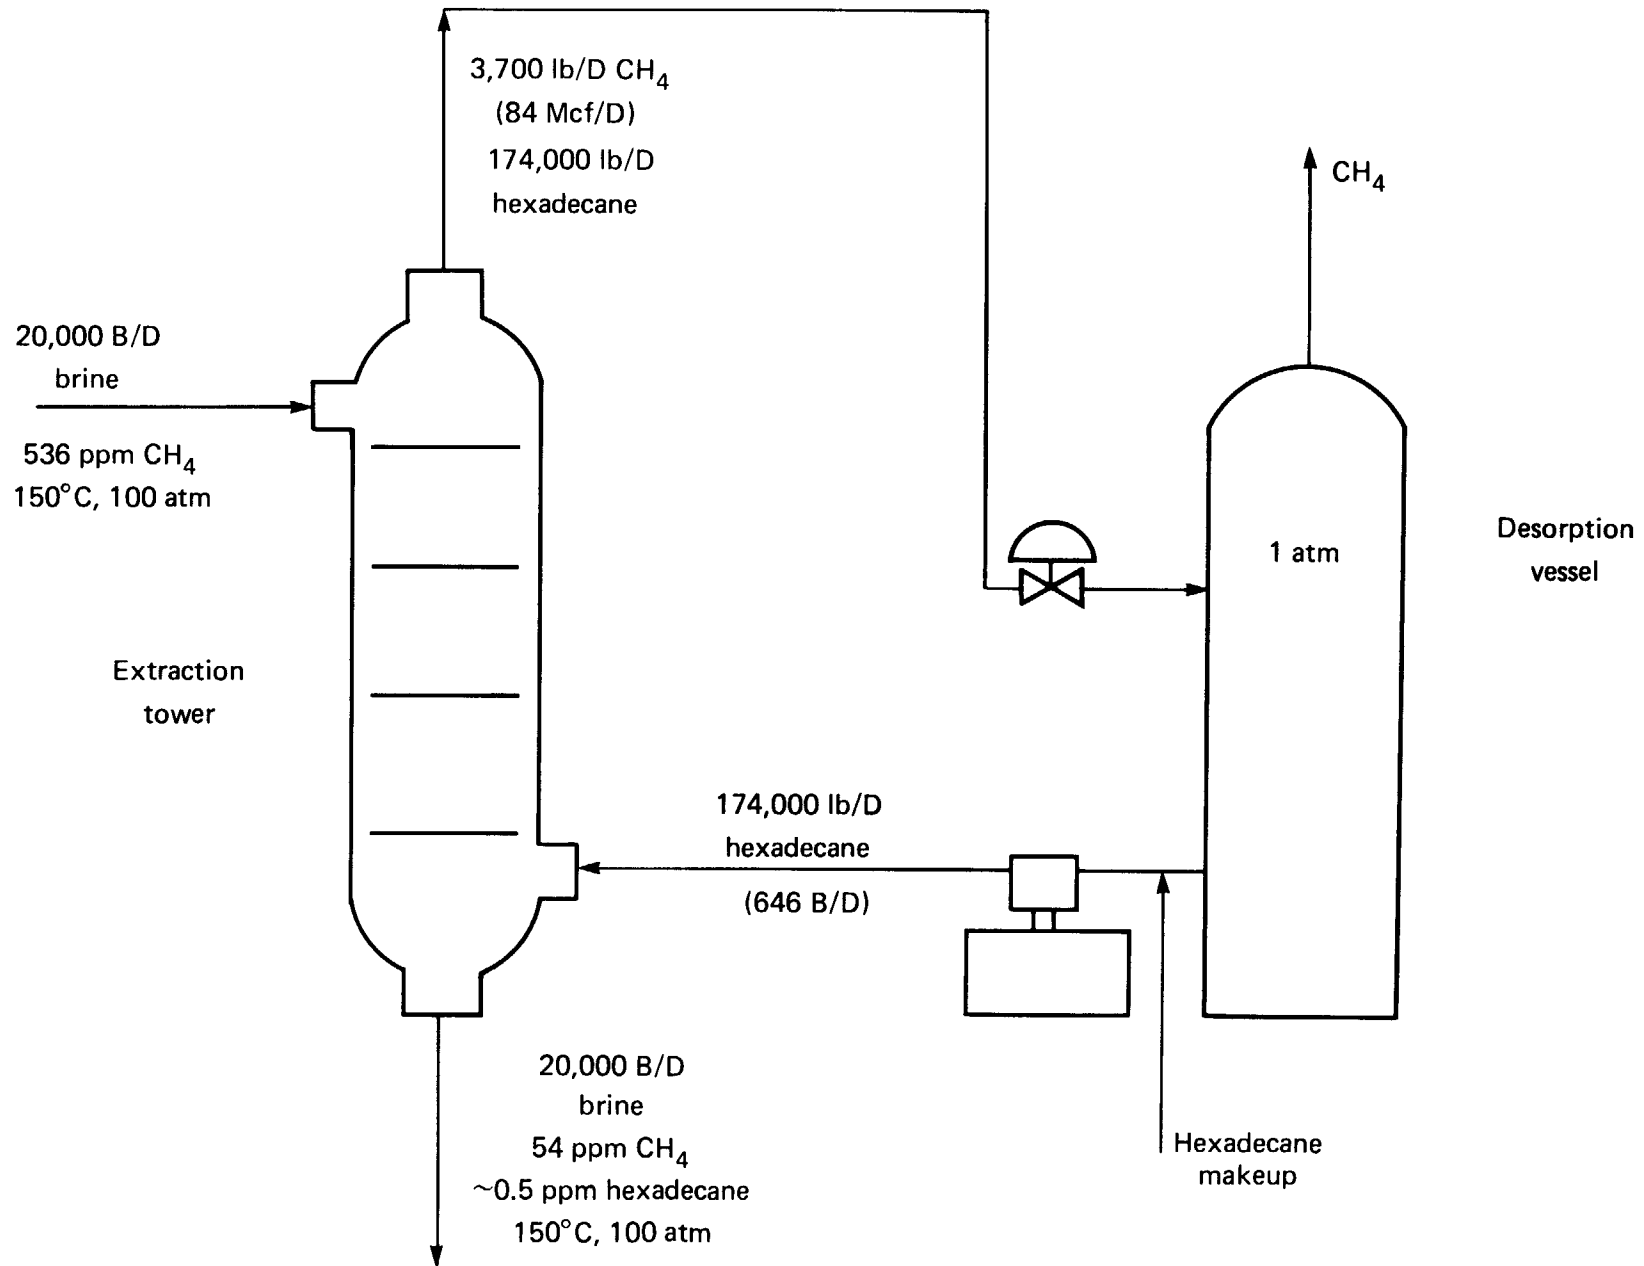 3,700 lb/D CH₄
(84 Mcf/D)
174,000 lb/D
hexadecane
CH₄
20,000 B/D
brine
536 ppm CH₄
150°C, 100 atm
1 atm
Desorption
vessel
Extraction
tower
174,000 lb/D
hexadecane
(646 B/D)
20,000 B/D
brine
54 ppm CH₄
~0.5 ppm hexadecane
150°C, 100 atm
Hexadecane
makeup